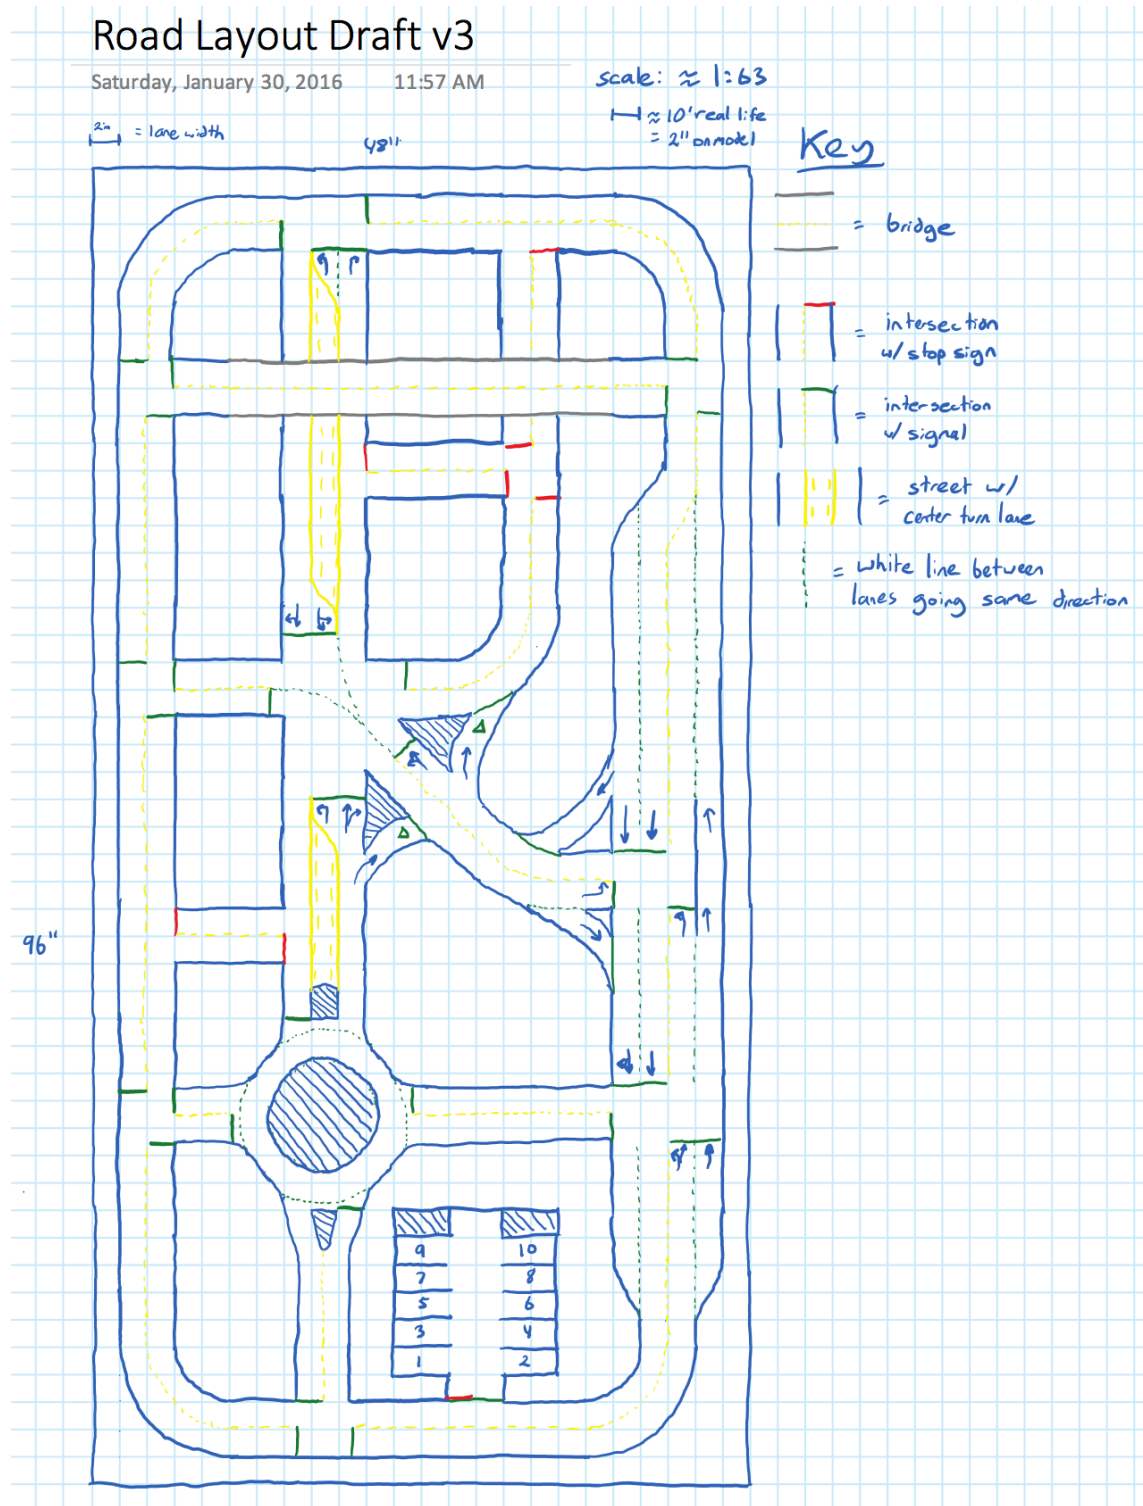 Road Layout Draft v3
Saturday, January 30, 2016 11:57 AM
scale: ≈ 1:63
≈ 10' real life
= 2" on model
2in = lane width
48"
Key
= bridge
= intersection
w/ stop sign
= intersection
w/ signal
= street w/
center turn lane
= white line between
lanes going same direction
96"
9 10
7 8
5 6
3 4
1 2